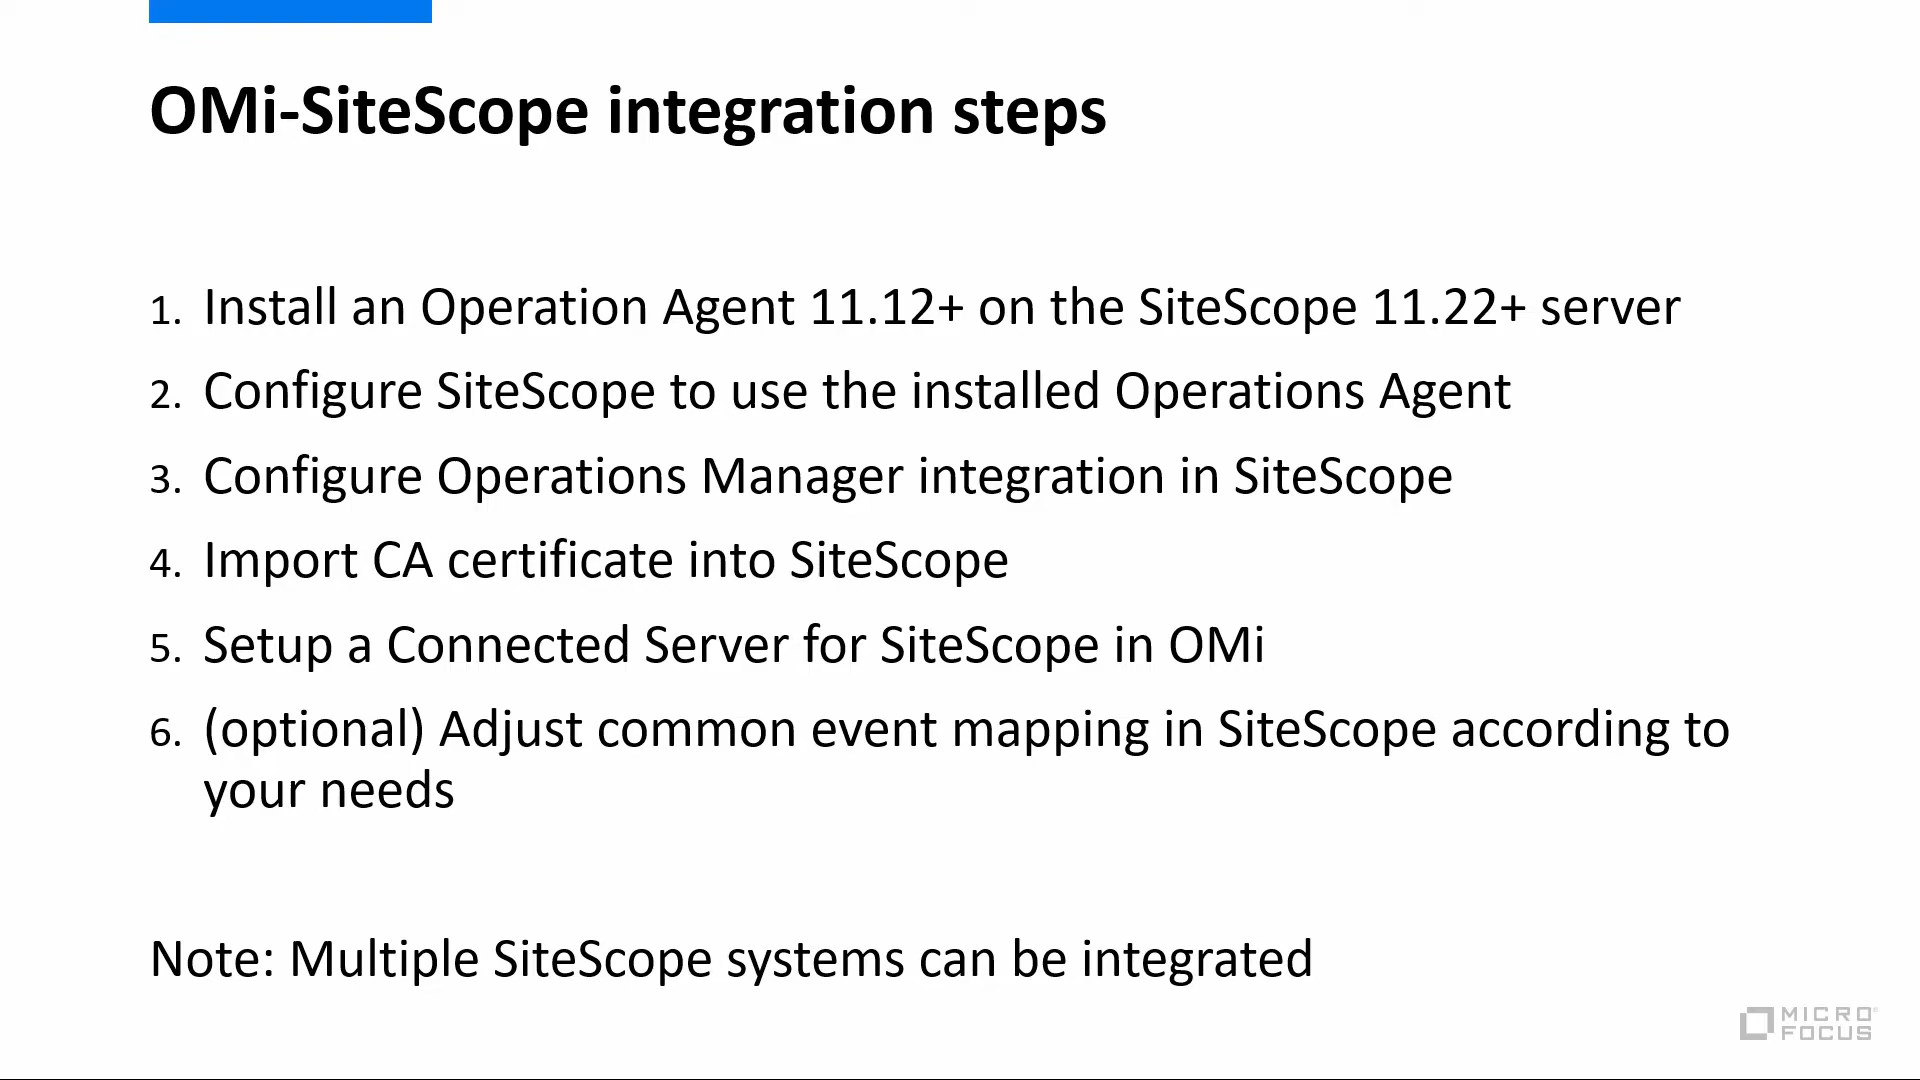 OMi-SiteScope integration steps
1. Install an Operation Agent 11.12+ on the SiteScope 11.22+ server
2. Configure SiteScope to use the installed Operations Agent
3. Configure Operations Manager integration in SiteScope
4. Import CA certificate into SiteScope
5. Setup a Connected Server for SiteScope in OMi
6. (optional) Adjust common event mapping in SiteScope according to
your needs
Note: Multiple SiteScope systems can be integrated
MICRO
FOCUS